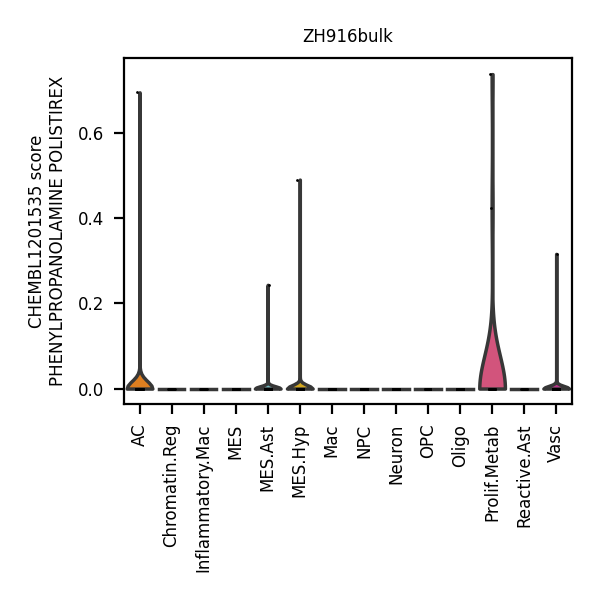 ZH916bulk
CHEMBL1201535 score
PHENYLPROPANOLAMINE POLISTIREX
0.6
0.4
0.2
0.0
AC
Chromatin.Reg
Inflammatory.Mac
MES
MES.Ast
MES.Hyp
Mac
NPC
Neuron
OPC
Oligo
Prolif.Metab
Reactive.Ast
Vasc